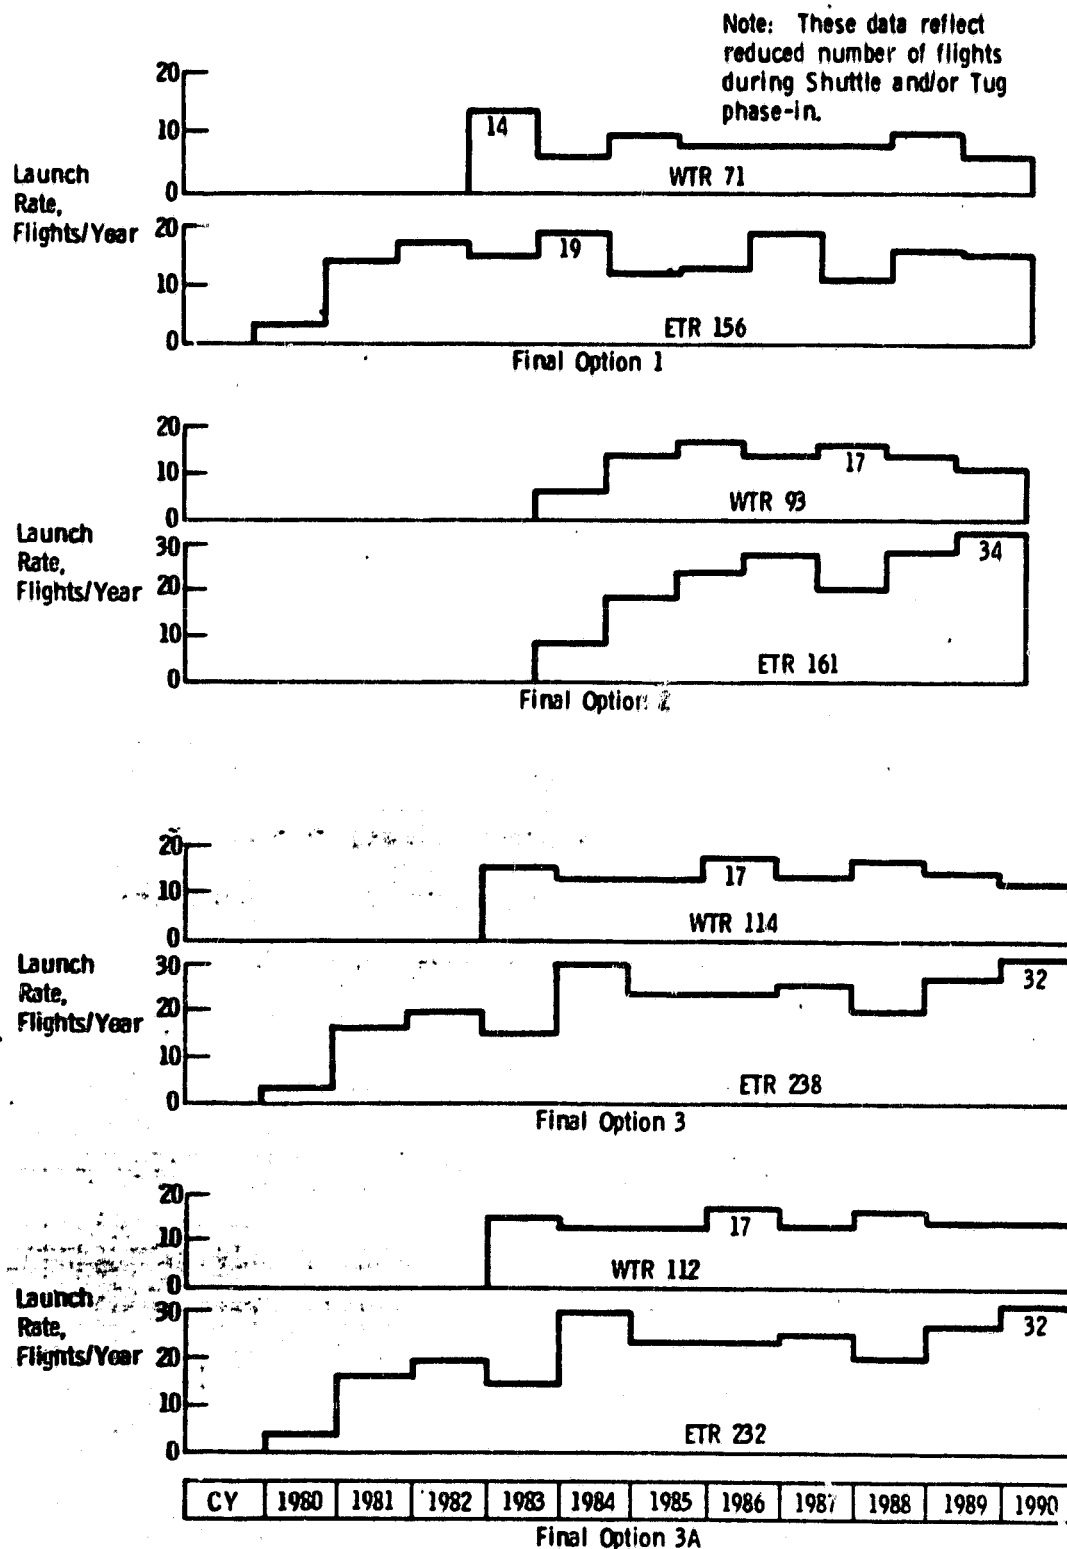 Note: These data reflect
reduced number of flights
during Shuttle and/or Tug
phase-in.
20
10
0
Launch
Rate,
Flights/Year
14
WTR 71
20
10
0
19
ETR 156
Final Option 1
20
10
0
17
WTR 93
Launch
Rate,
Flights/Year
30
20
10
0
34
ETR 161
Final Option 2
20
10
0
17
WTR 114
Launch
Rate,
Flights/Year
30
20
10
0
32
ETR 238
Final Option 3
20
10
0
17
WTR 112
Launch
Rate,
Flights/Year
30
20
10
0
32
ETR 232
CY 1980 1981 1982 1983 1984 1985 1986 1987 1988 1989 1990
Final Option 3A